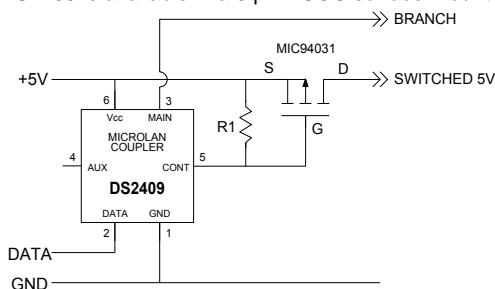 BRANCH
MIC94031
S
D
+5V
SWITCHED 5V
6
3
Vcc
MAIN
R1
MICROLAN
COUPLER
G
4
5
AUX
CONT
DS2409
DATA
GND
2
1
DATA
GND